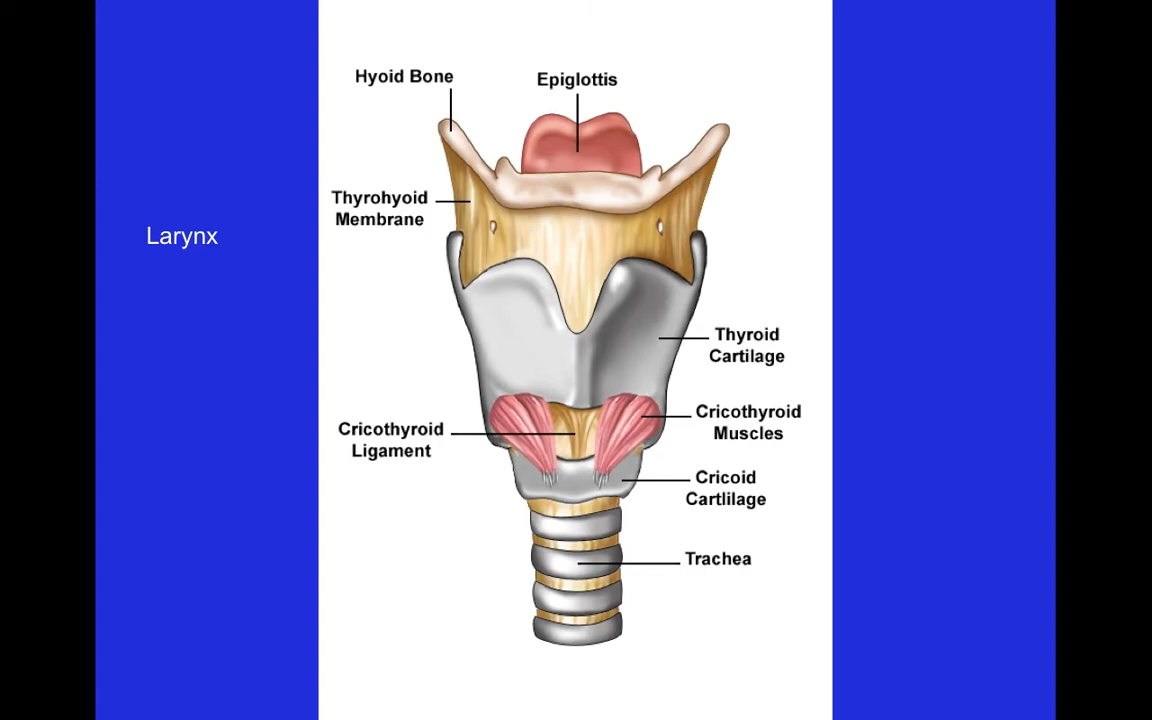 Hyoid Bone
Epiglottis
Thyrohyoid
Membrane
Larynx
Thyroid
Cartilage
Cricothyroid
Muscles
Cricothyroid
Ligament
Cricoid
Cartlilage
Trachea